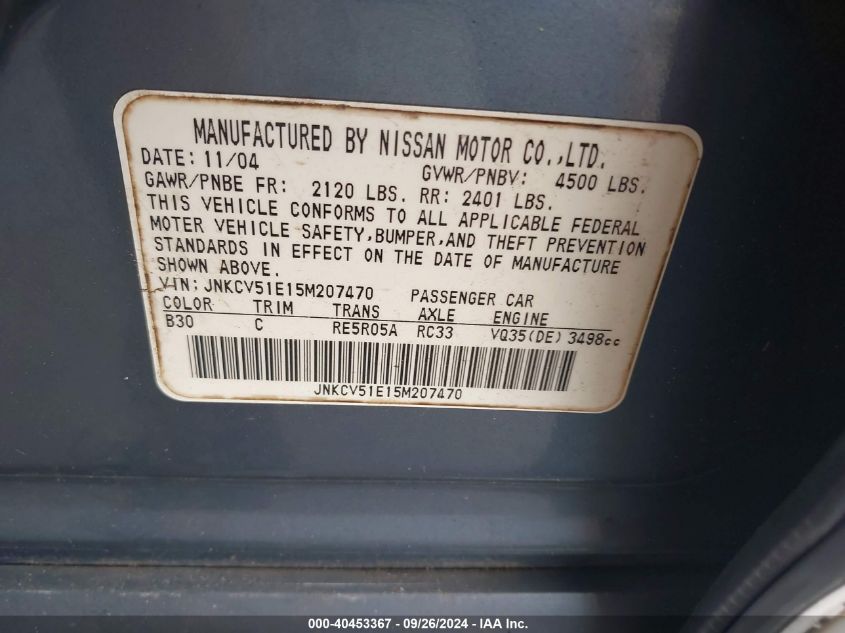 MANUFACTURED BY NISSAN MOTOR CO.,LTD.
DATE: 11/04 GVWR/PNBV: 4500 LBS.
GAWR/PNBE FR: 2120 LBS. RR: 2401 LBS.
THIS VEHICLE CONFORMS TO ALL APPLICABLE FEDERAL
MOTER VEHICLE SAFETY,BUMPER,AND THEFT PREVENTION
STANDARDS IN EFFECT ON THE DATE OF MANUFACTURE
SHOWN ABOVE.
VIN: JNKCV51E15M207470 PASSENGER CAR
COLOR TRIM TRANS AXLE ENGINE
B30 C RE5R05A RC33 VQ35(DE) 3498cc
JNKCV51E15M207470
000-40453367 - 09/26/2024 - IAA Inc.